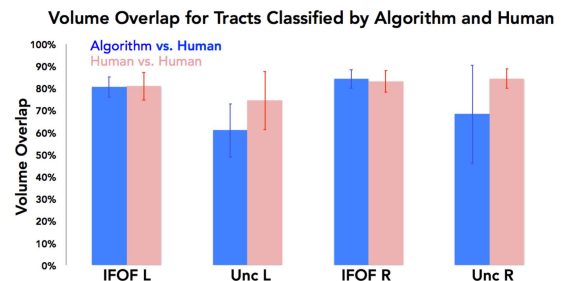 Volume Overlap for Tracts Classified by Algorithm and Human
Algorithm vs. Human
Human vs. Human
Volume Overlap
100%
90%
80%
70%
60%
50%
40%
30%
20%
10%
0%
IFOF L
Unc L
IFOF R
Unc R